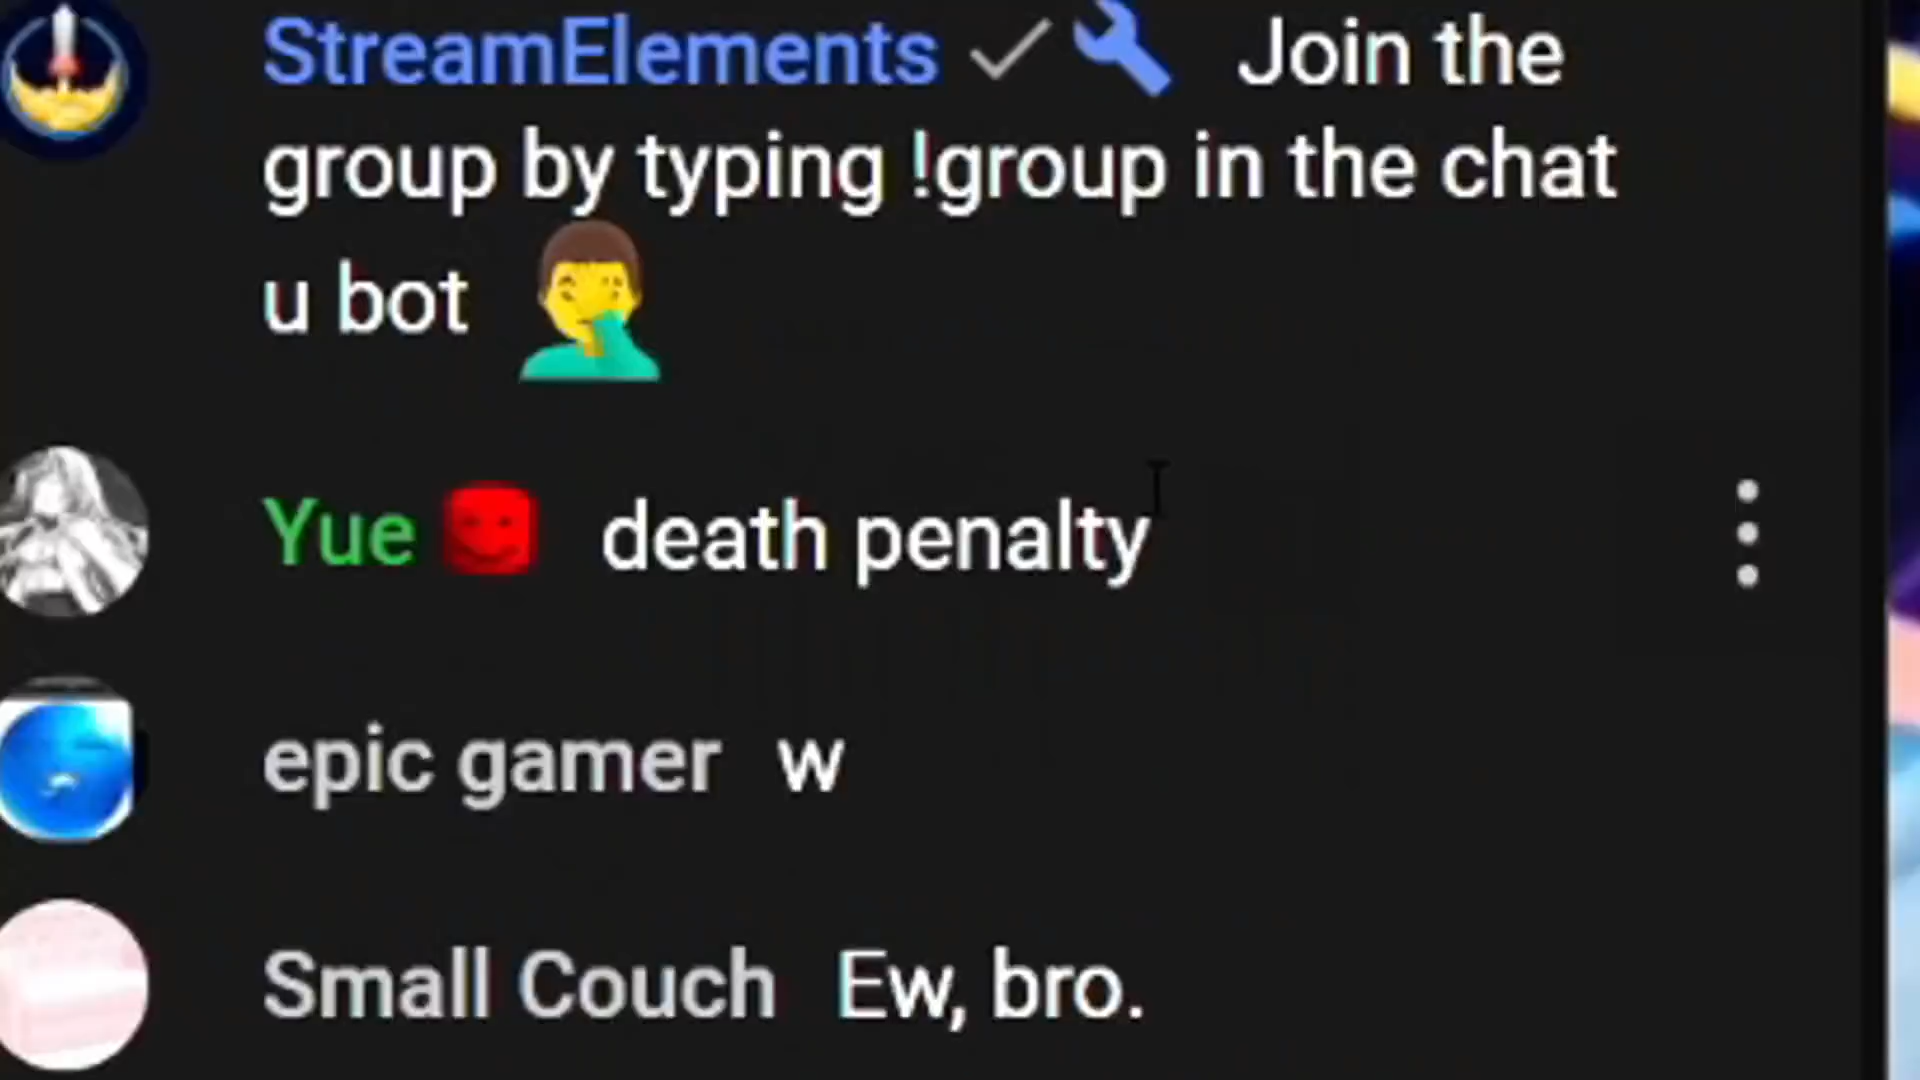 StreamElements Join the
group by typing !group in the chat
u bot
Yue death penalty
epic gamer w
Small Couch Ew, bro.